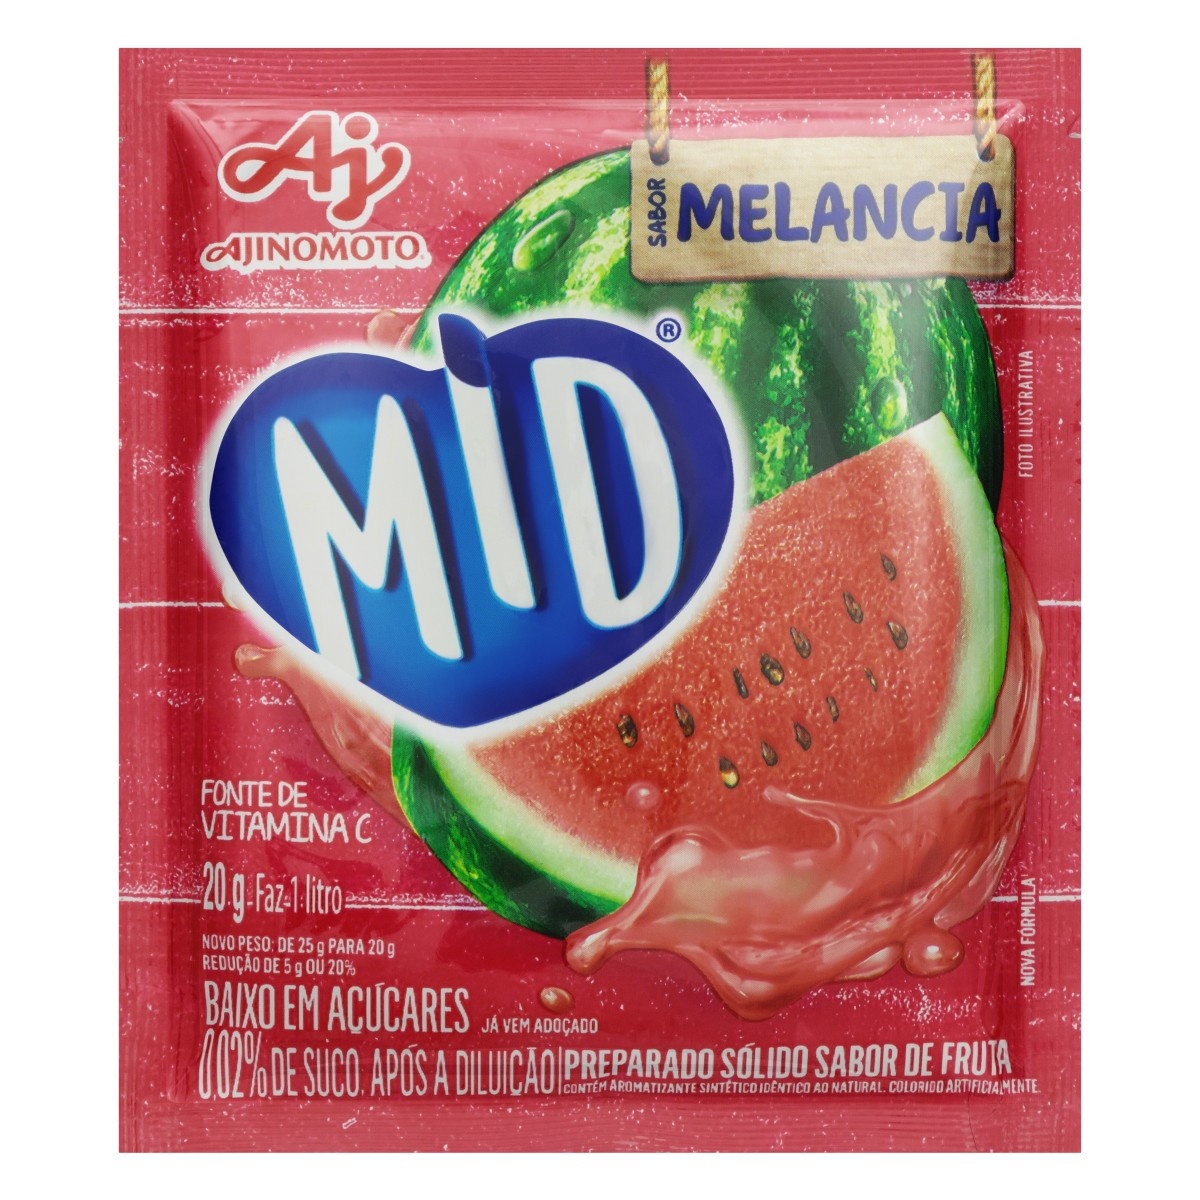 Aj
AJINOMOTO®
SABOR
MELANCIA
MID®
FOTO ILUSTRATIVA
FONTE DE
VITAMINA C
20 g Faz 1 litro
NOVO PESO: DE 25 g PARA 20 g
REDUÇÃO DE 5 g OU 20%
BAIXO EM AÇÚCARES
JÁ VEM ADOÇADO
NOVA FÓRMULA
0,02% DE SUCO. APÓS A DILUIÇÃO
PREPARADO SÓLIDO SABOR DE FRUTA
CONTÉM AROMATIZANTE SINTÉTICO IDÊNTICO AO NATURAL. COLORIDO ARTIFICIALMENTE.